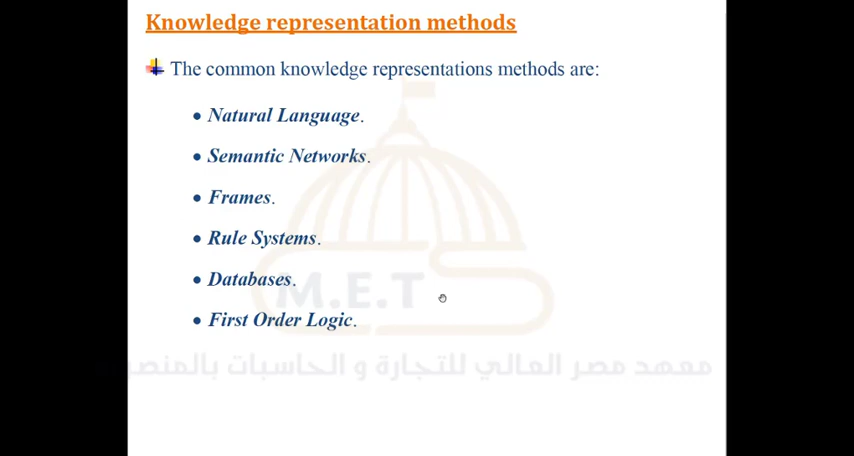 Knowledge representation methods
The common knowledge representations methods are:
• Natural Language.
• Semantic Networks.
• Frames.
• Rule Systems.
• Databases.
M.E.T
• First Order Logic.
معهد مصر العالي للتجارة و الحاسبات بالمنصورة